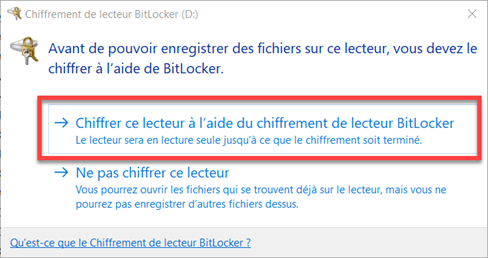 Chiffrement de lecteur BitLocker (D:)
Avant de pouvoir enregistrer des fichiers sur ce lecteur, vous devez le
chiffrer à l'aide de BitLocker.
Chiffrer ce lecteur à l'aide du chiffrement de lecteur BitLocker
Le lecteur sera en lecture seule jusqu'à ce que le chiffrement soit terminé.
Ne pas chiffrer ce lecteur
Vous pourrez ouvrir les fichiers qui se trouvent déjà sur le lecteur, mais vous ne
pourrez pas enregistrer d'autres fichiers dessus.
Qu'est-ce que le Chiffrement de lecteur BitLocker ?